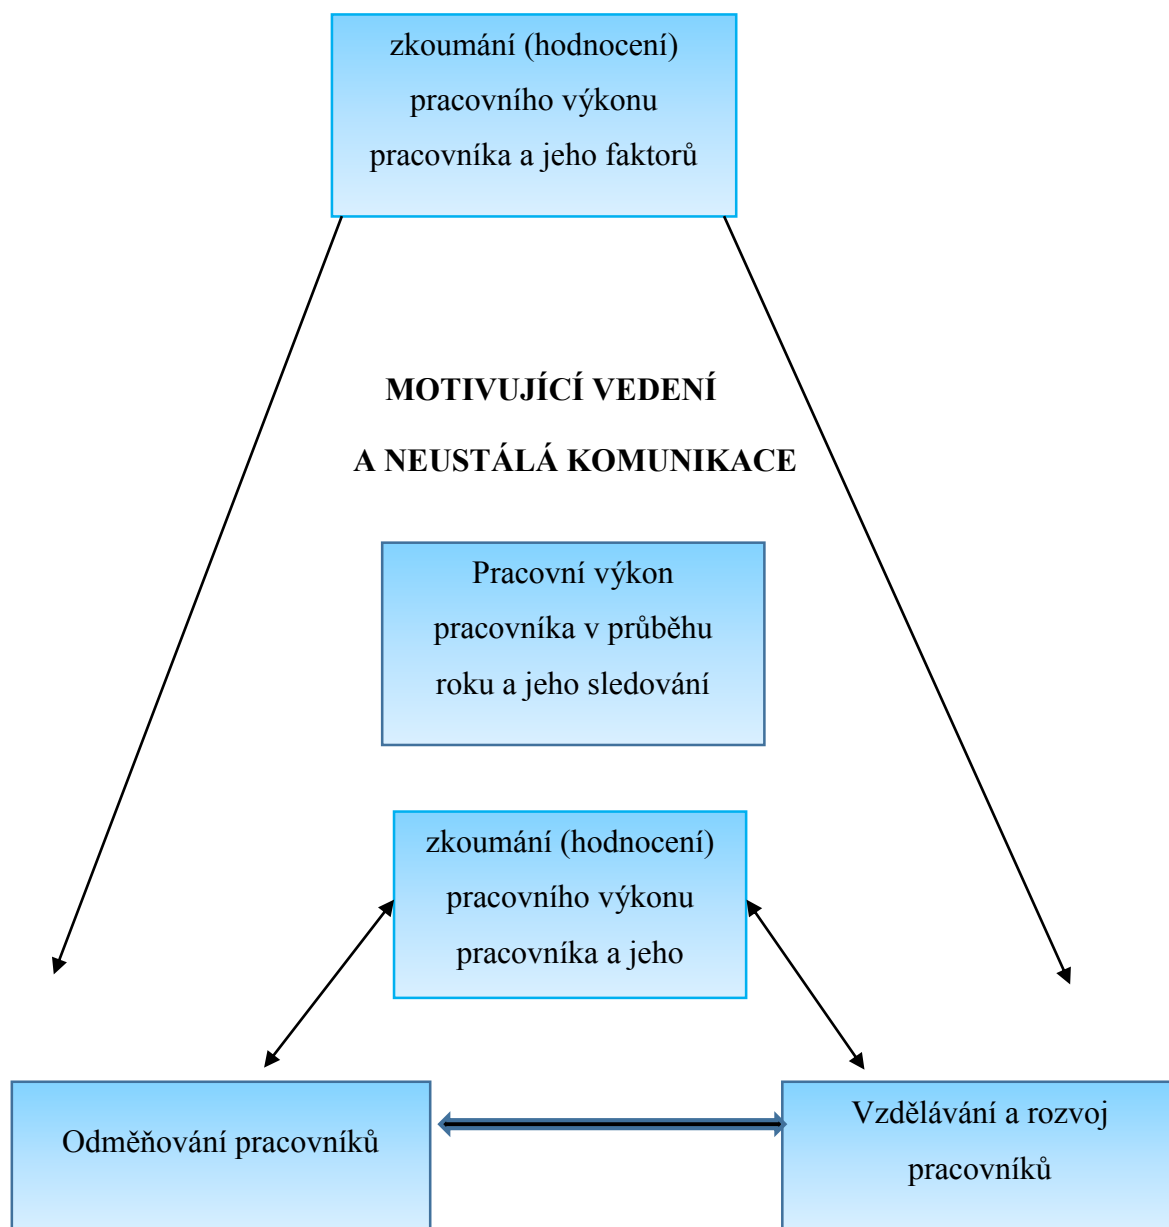 zkoumání (hodnocení)
pracovního výkonu
pracovníka a jeho faktorů
MOTIVUJÍCÍ VEDENÍ
A NEUSTÁLÁ KOMUNIKACE
Pracovní výkon
pracovníka v průběhu
roku a jeho sledování
zkoumání (hodnocení)
pracovního výkonu
pracovníka a jeho
Odměňování pracovníků
Vzdělávání a rozvoj
pracovníků